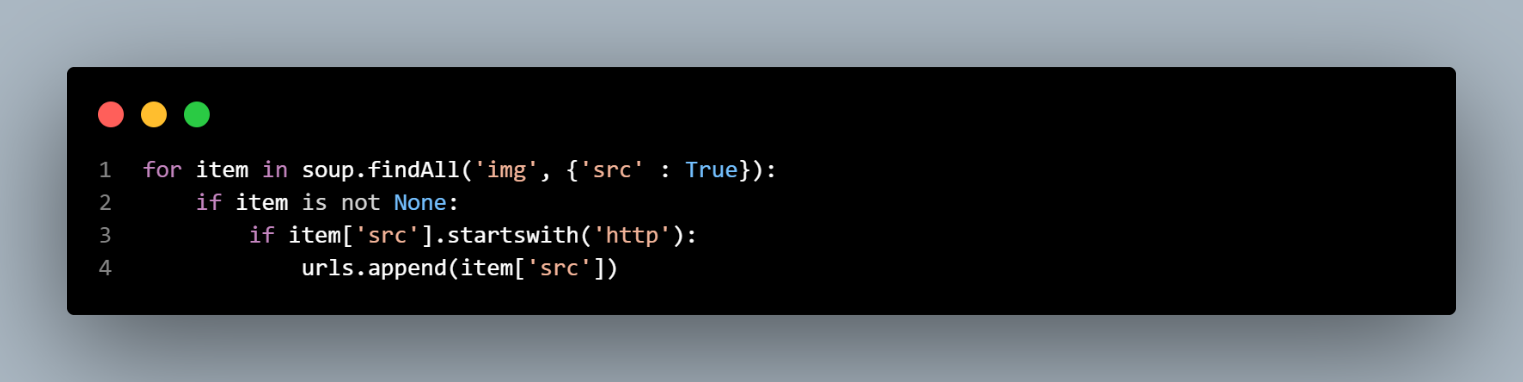 1 for item in soup.findAll('img', {'src' : True}):
2     if item is not None:
3         if item['src'].startswith('http'):
4             urls.append(item['src'])